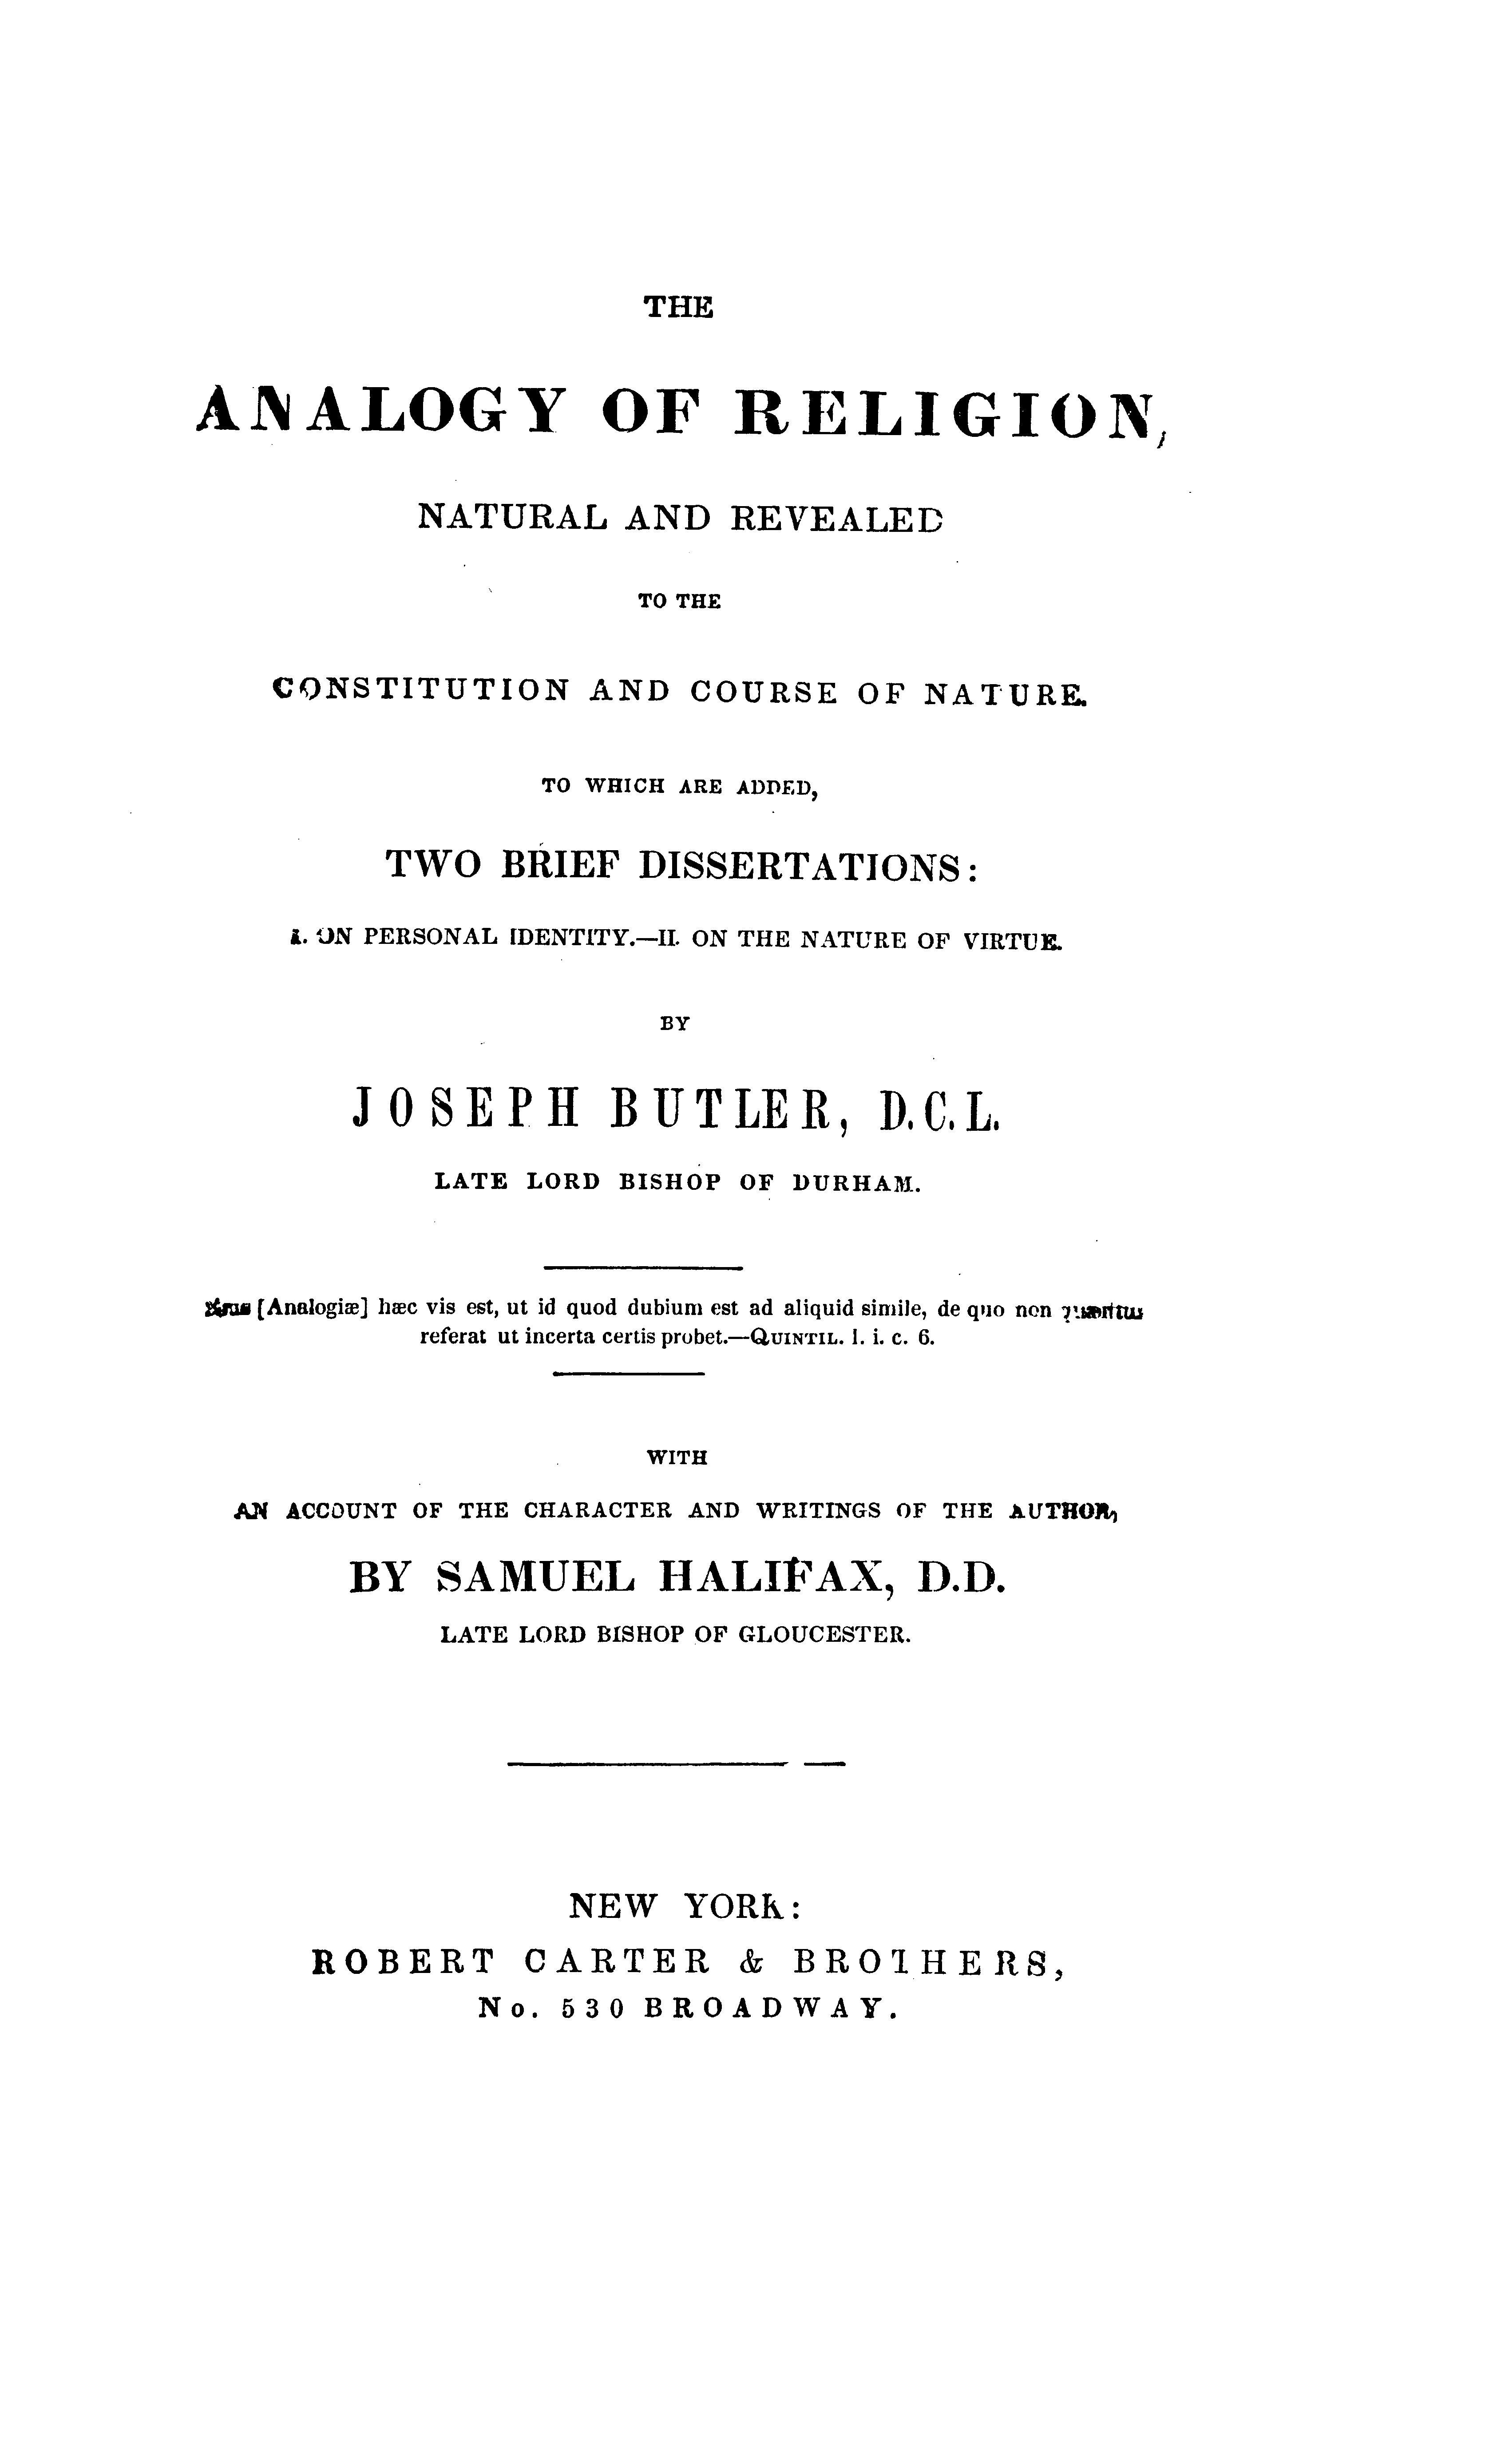 THE
ANALOGY OF RELIGION,
NATURAL AND REVEALED
TO THE
CONSTITUTION AND COURSE OF NATURE.
TO WHICH ARE ADDED,
TWO BRIEF DISSERTATIONS:
I. ON PERSONAL IDENTITY.—II. ON THE NATURE OF VIRTUE.
BY
JOSEPH BUTLER, D.C.L.
LATE LORD BISHOP OF DURHAM.
[Analogiæ] hæc vis est, ut id quod dubium est ad aliquid simile, de quo non
referat ut incerta certis probet.—QUINTIL. l. i. c. 6.
WITH
AN ACCOUNT OF THE CHARACTER AND WRITINGS OF THE AUTHOR,
BY SAMUEL HALIFAX, D.D.
LATE LORD BISHOP OF GLOUCESTER.
NEW YORK:
ROBERT CARTER & BROTHERS,
No. 530 BROADWAY.